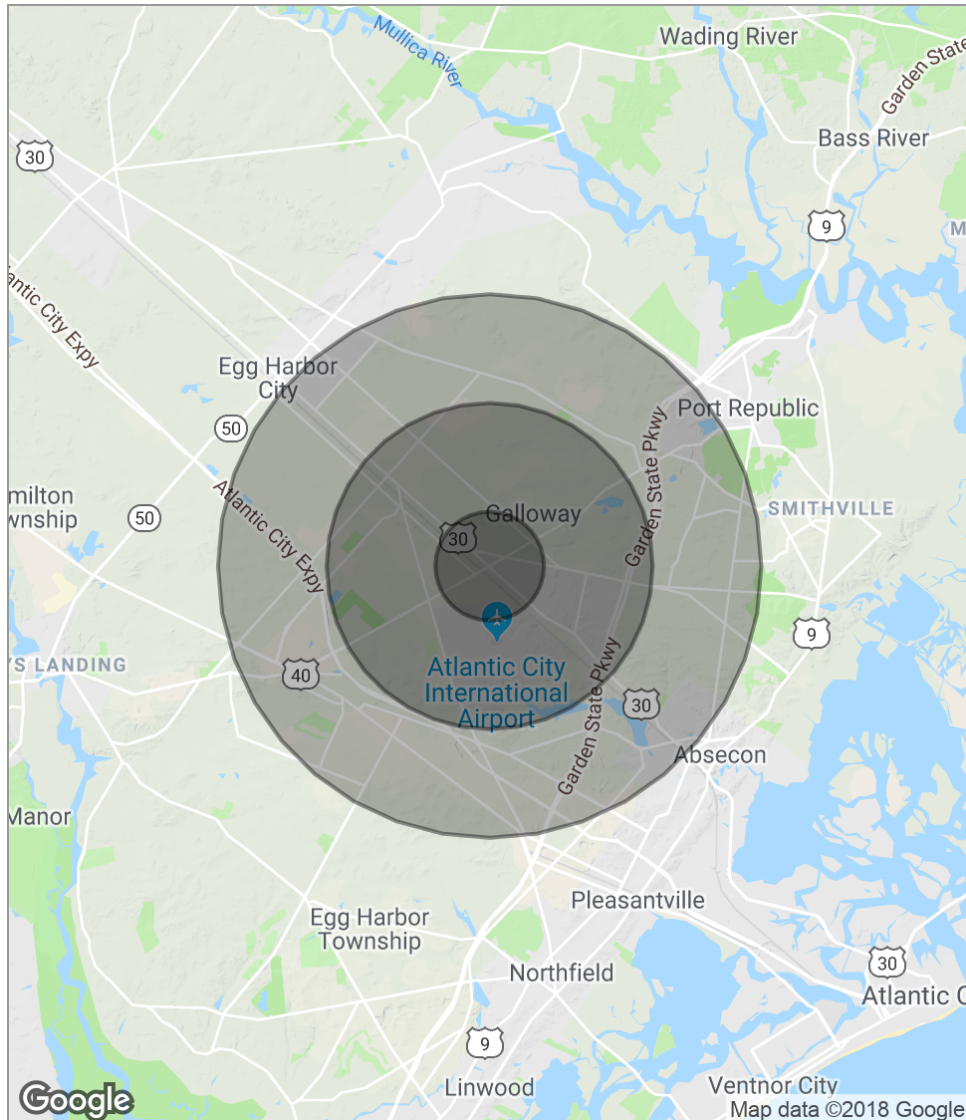 Mullica
River
Wading River
Garden State
Bass River
30
9
M
lantic City Expy
Egg Harbor
City
50
Port Republic
Garden State Pkwy
milton
wnship
50
Atlantic City Expy
Galloway
30
SMITHVILLE
9
YS LANDING
40
Atlantic City
International
Airport
Garden State Pkwy
30
Absecon
Manor
Pleasantville
Egg Harbor
Township
Northfield
30
Atlantic C
9
Linwood
Ventnor City
Google
Map data ©2018 Google